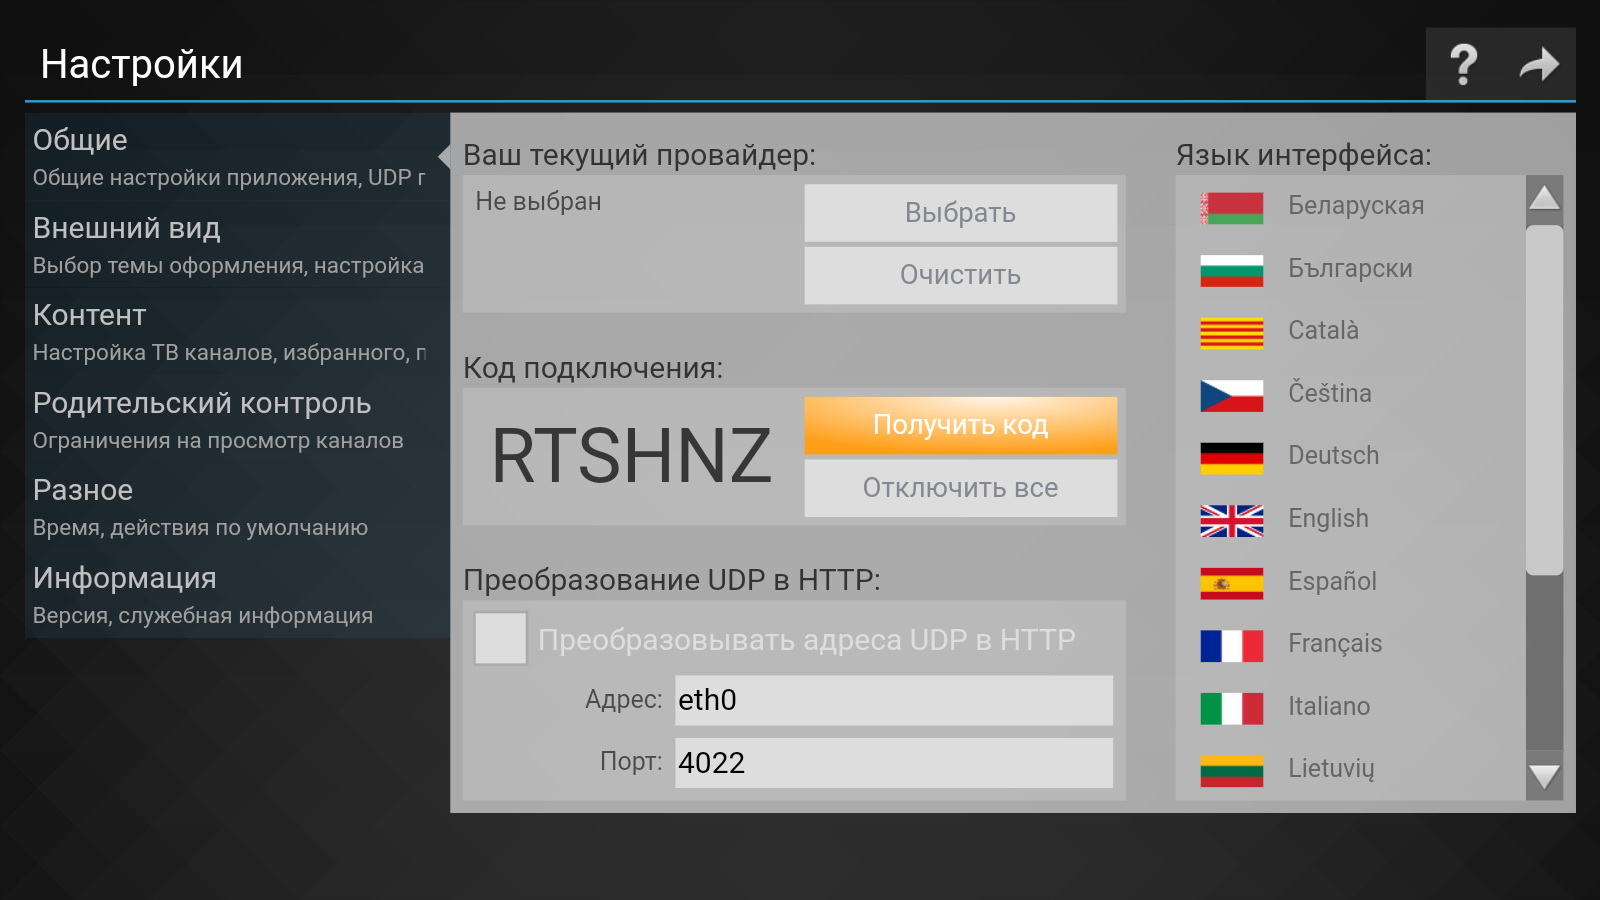 Настройки
?
Общие
Общие настройки приложения, UDP
Внешний вид
Выбор темы оформления, настройка
Контент
Настройка ТВ каналов, избранного,
Родительский контроль
Ограничения на просмотр каналов
Разное
Время, действия по умолчанию
Информация
Версия, служебная информация
Ваш текущий провайдер:
Не выбран
Выбрать
Очистить
Код подключения:
RTSHNZ
Получить код
Отключить все
Преобразование UDP в HTTP:
Преобразовывать адреса UDP в HTTP
Адрес: eth0
Порт: 4022
Язык интерфейса:
Беларуская
Български
Català
Čeština
Deutsch
English
Español
Français
Italiano
Lietuvių